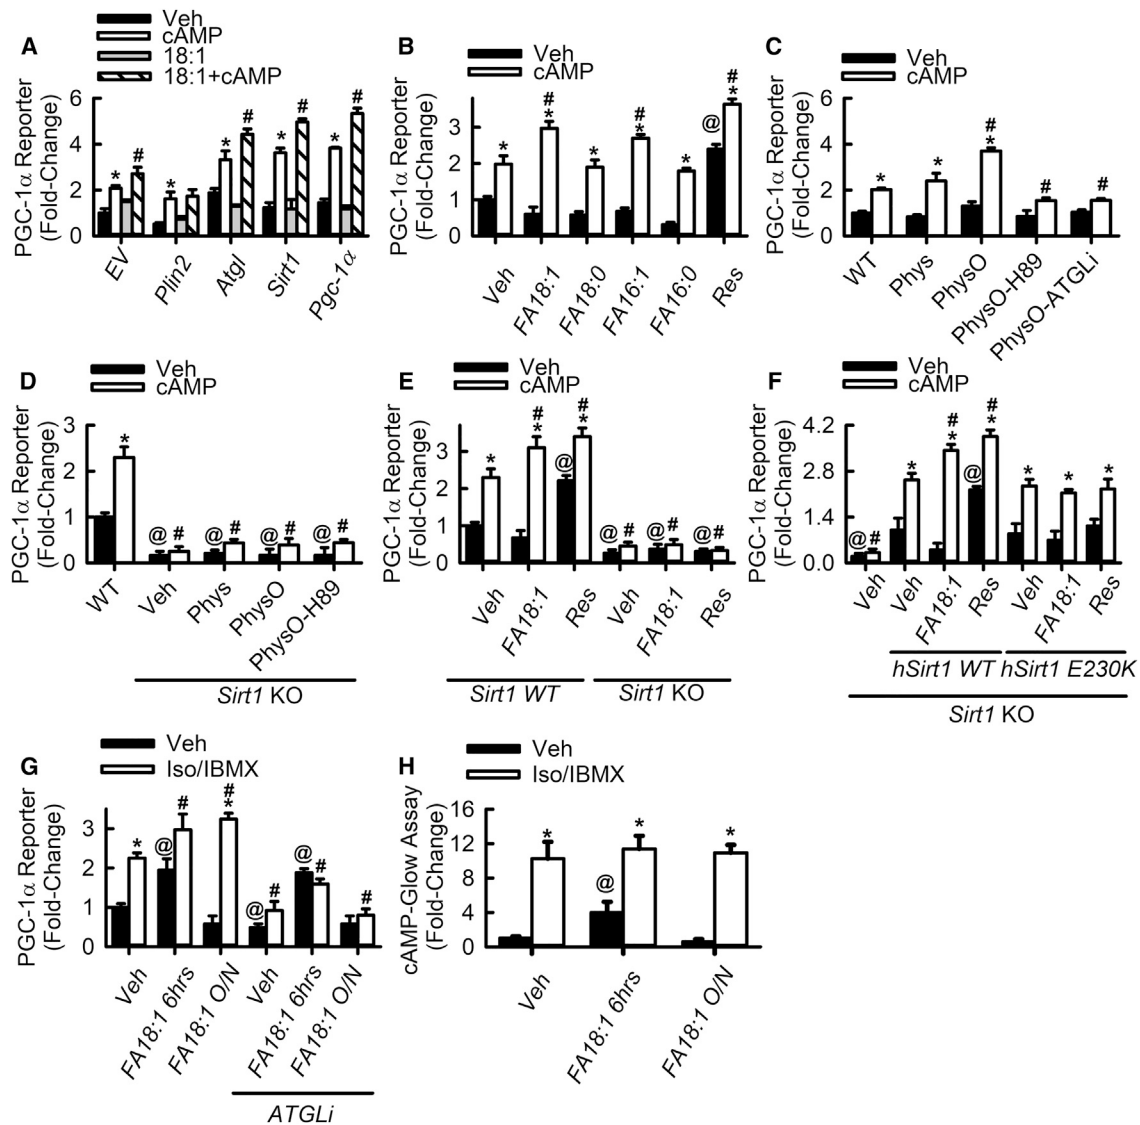 A
Veh
cAMP
18:1
18:1+cAMP
PGC-1α Reporter
(Fold-Change)
6
4
2
0
* # * * # * # * #
EV
Plin2
Atgl
Sirt1
Pgc-1α
B
Veh
cAMP
PGC-1α Reporter
(Fold-Change)
3
2
1
0
* # * * # * * @ # *
Veh
FA18:1
FA18:0
FA16:1
FA16:0
Res
C
Veh
cAMP
PGC-1α Reporter
(Fold-Change)
6
4
2
0
* * # * # #
WT
Phys
PhysO
PhysO-H89
PhysO-ATGLi
D
Veh
cAMP
PGC-1α Reporter
(Fold-Change)
3
2
1
0
* @ # @ # @ # @ #
WT
Veh
Phys
PhysO
PhysO-H89
Sirt1 KO
E
Veh
cAMP
PGC-1α Reporter
(Fold-Change)
3
2
1
0
* # * @ # * @ # @ # @ #
Veh
FA18:1
Res
Veh
FA18:1
Res
Sirt1 WT
Sirt1 KO
F
Veh
cAMP
PGC-1α Reporter
(Fold-Change)
4.2
2.8
1.4
0.0
@ # * # * @ # * * * *
Veh
Veh
FA18:1
Res
Veh
FA18:1
Res
hSirt1 WT hSirt1 E230K
Sirt1 KO
G
Veh
Iso/IBMX
PGC-1α Reporter
(Fold-Change)
3
2
1
0
* @ # # * @ # @ # #
Veh
FA18:1 6hrs
FA18:1 O/N
Veh
FA18:1 6hrs
FA18:1 O/N
ATGLi
H
Veh
Iso/IBMX
cAMP-Glow Assay
(Fold-Change)
16
12
8
4
0
* @ * *
Veh
FA18:1 6hrs
FA18:1 O/N